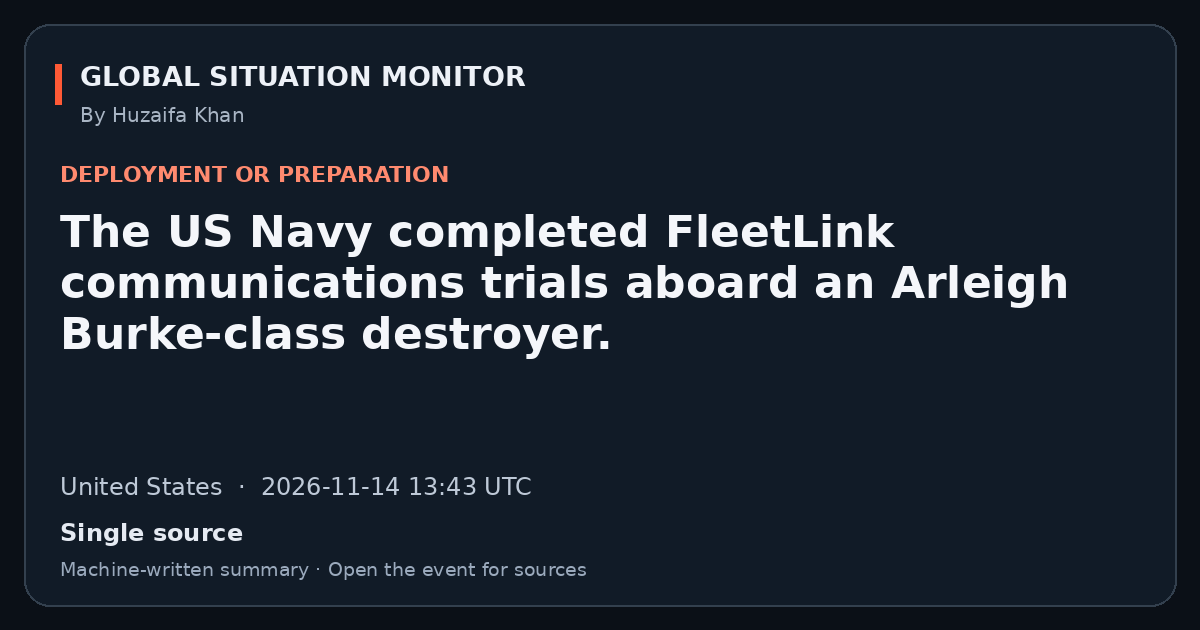 GLOBAL SITUATION MONITOR
By Huzaifa Khan
DEPLOYMENT OR PREPARATION
The US Navy completed FleetLink
communications trials aboard an Arleigh
Burke-class destroyer.
United States · 2026-11-14 13:43 UTC
Single source
Machine-written summary · Open the event for sources